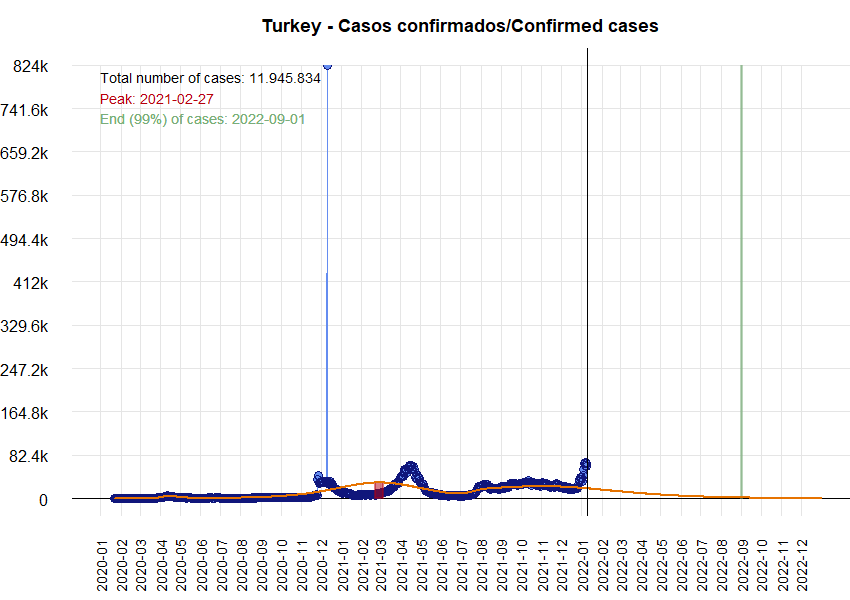 Turkey - Casos confirmados/Confirmed cases
824k
741.6k
659.2k
576.8k
494.4k
412k
329.6k
247.2k
164.8k
82.4k
0
Total number of cases: 11.945.834
Peak: 2021-02-27
End (99%) of cases: 2022-09-01
2020-01
2020-02
2020-03
2020-04
2020-05
2020-06
2020-07
2020-08
2020-09
2020-10
2020-11
2020-12
2021-01
2021-02
2021-03
2021-04
2021-05
2021-06
2021-07
2021-08
2021-09
2021-10
2021-11
2021-12
2022-01
2022-02
2022-03
2022-04
2022-05
2022-06
2022-07
2022-08
2022-09
2022-10
2022-11
2022-12